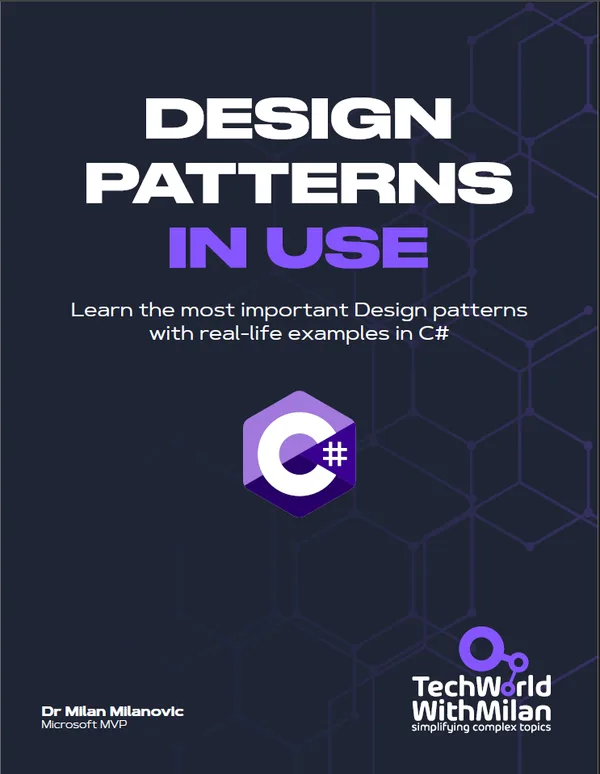 DESIGN
PATTERNS
IN USE
Learn the most important Design patterns
with real-life examples in C#
C#
Dr Milan Milanovic
Microsoft MVP
TechWorld
WithMilan
simplifying complex topics